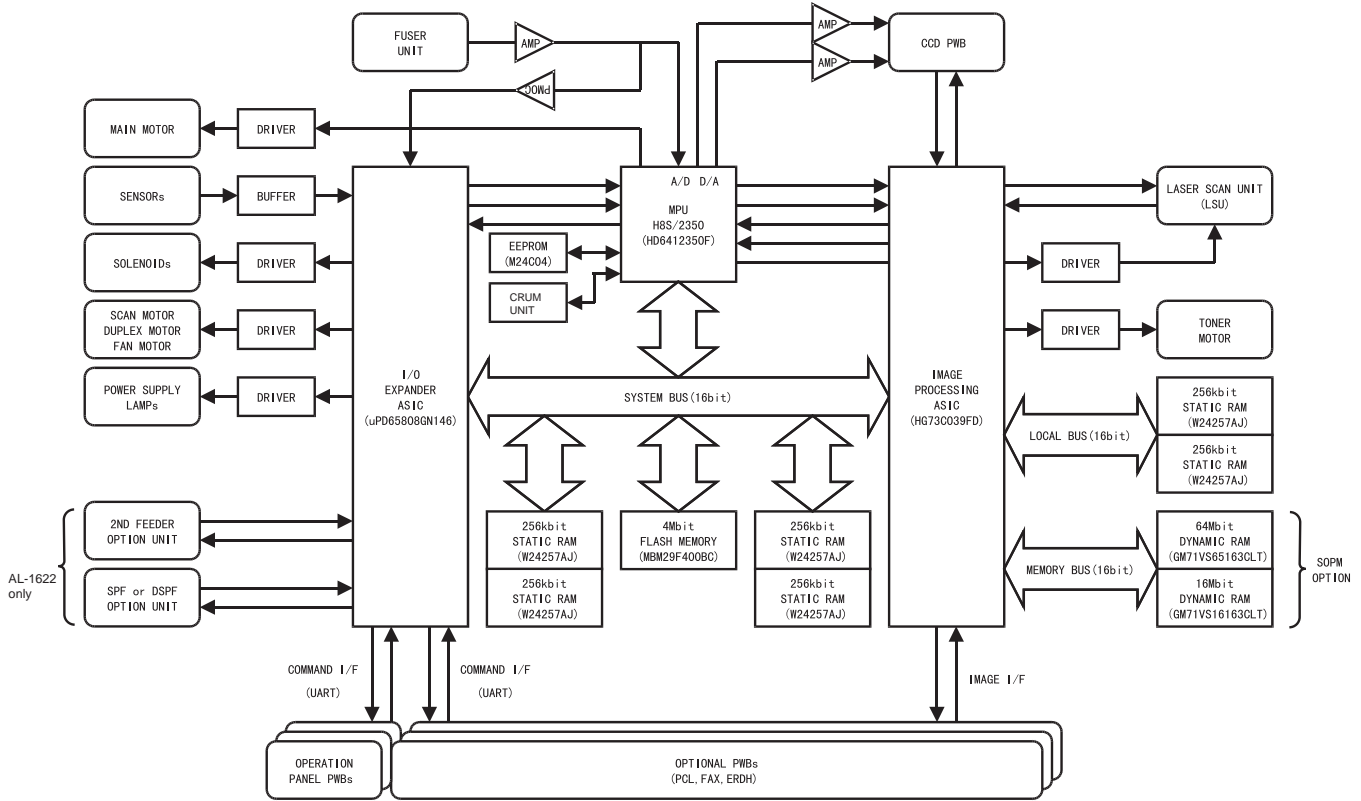 FUSER
UNIT
AMP
PMOC
AMP
AMP
CCD PWB
MAIN MOTOR
DRIVER
SENSORs
BUFFER
SOLENOIDs
DRIVER
SCAN MOTOR
DUPLEX MOTOR
FAN MOTOR
DRIVER
POWER SUPPLY
LAMPs
DRIVER
I/O
EXPANDER
ASIC
(uPD65808GN146)
A/D D/A
MPU
H8S/2350
(HD6412350F)
EEPROM
(M24C04)
CRUM
UNIT
SYSTEM BUS(16bit)
IMAGE
PROCESSING
ASIC
(HG73C039FD)
LASER SCAN UNIT
(LSU)
DRIVER
DRIVER
TONER
MOTOR
LOCAL BUS(16bit)
256kbit
STATIC RAM
(W24257AJ)
256kbit
STATIC RAM
(W24257AJ)
AL-1622
only
2ND FEEDER
OPTION UNIT
SPF or DSPF
OPTION UNIT
256kbit
STATIC RAM
(W24257AJ)
256kbit
STATIC RAM
(W24257AJ)
4Mbit
FLASH MEMORY
(MBM29F400BC)
256kbit
STATIC RAM
(W24257AJ)
256kbit
STATIC RAM
(W24257AJ)
MEMORY BUS(16bit)
64Mbit
DYNAMIC RAM
(GM71VS65163CLT)
16Mbit
DYNAMIC RAM
(GM71VS16163CLT)
SOPM
OPTION
COMMAND I/F
(UART)
COMMAND I/F
(UART)
IMAGE I/F
OPERATION
PANEL PWBs
OPTIONAL PWBs
(PCL, FAX, ERDH)